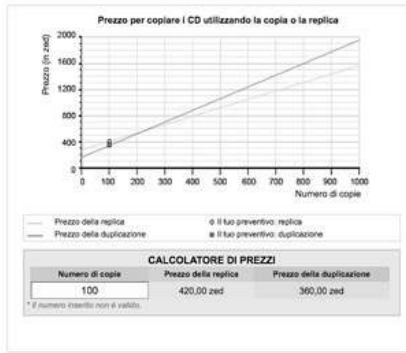 Prezzo per copiare i CD utilizzando la copia o la replica
Prezzo (in zed)
2000
1600
1200
800
400
0
0 100 200 300 400 500 600 700 800 900 1000
Numero di copie
Prezzo della replica
Il tuo preventivo: replica
Prezzo della duplicazione
Il tuo preventivo: duplicazione
CALCOLATORE DI PREZZI
Numero di copie Prezzo della replica Prezzo della duplicazione
100 420,00 zed 360,00 zed
* Il numero inserito non è valido.